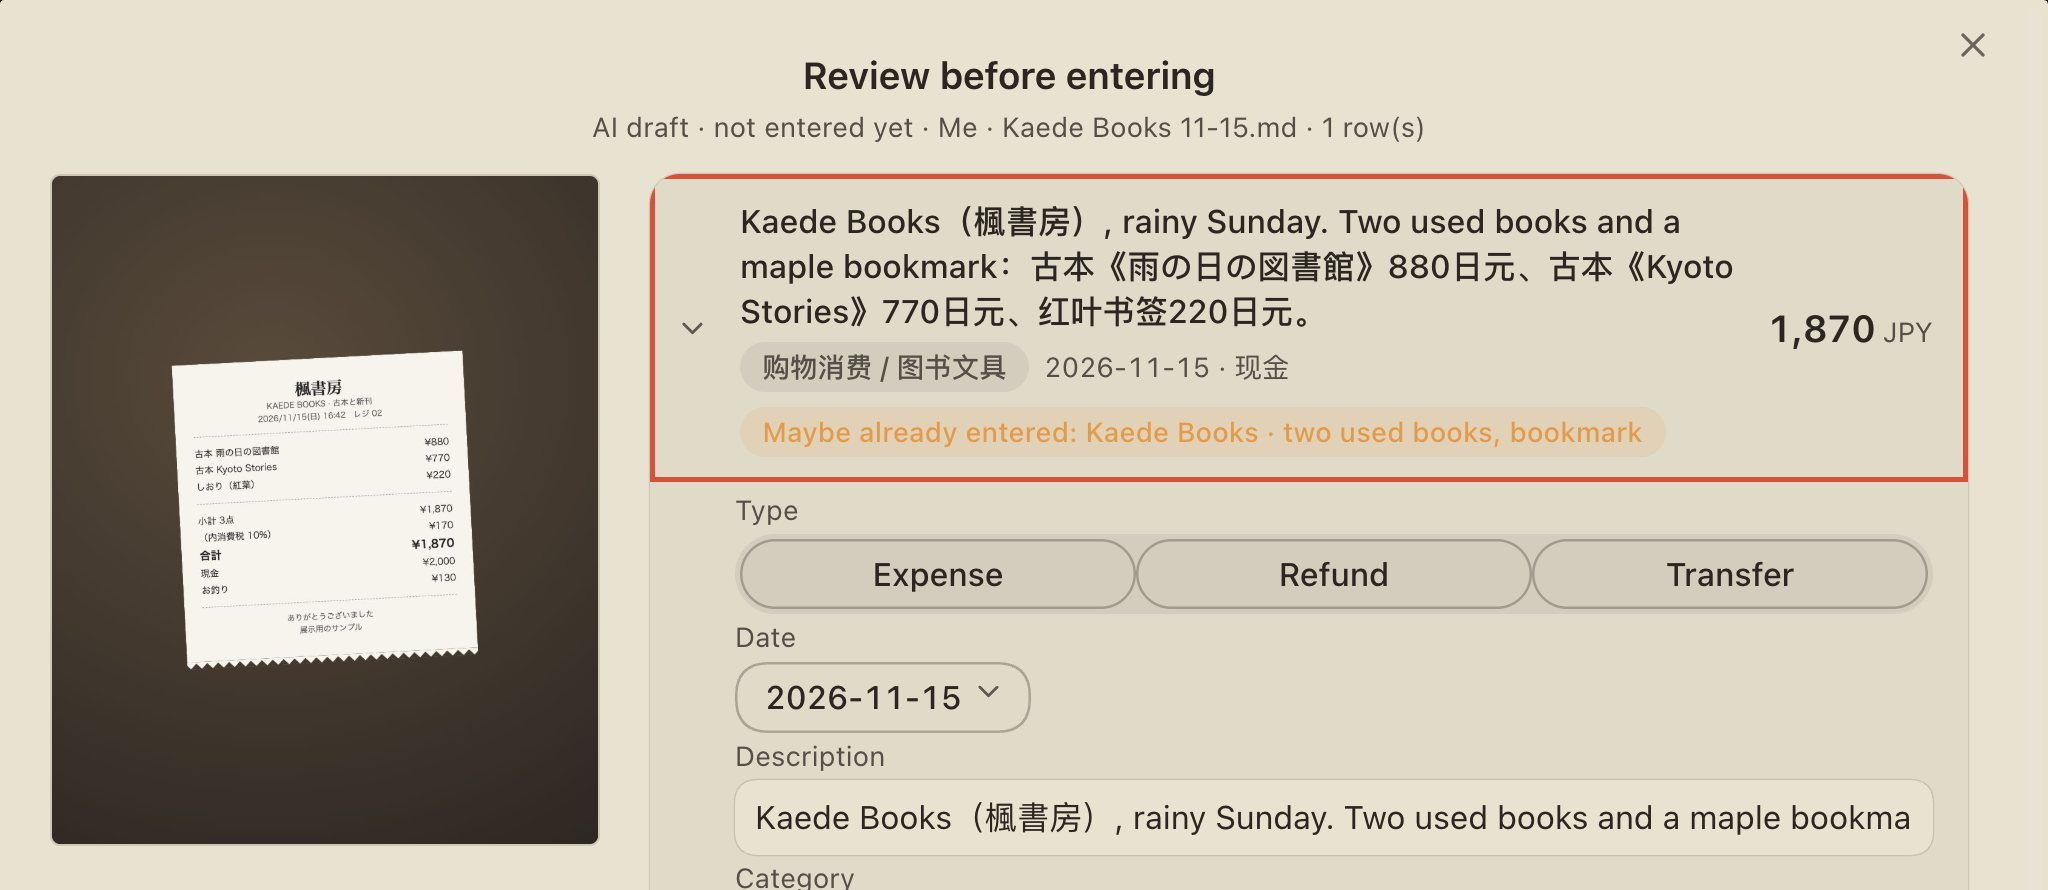 Review before entering
AI draft · not entered yet · Me · Kaede Books 11-15.md · 1 row(s)
楓書房
KAEDE BOOKS · 古本と新刊
2026/11/15(日) 16:42 レジ 02
古本 雨の日の図書館 ¥880
古本 Kyoto Stories ¥770
しおり（紅葉） ¥220
小計 3点 ¥1,870
（内消費税 10%） ¥170
合計 ¥1,870
現金 ¥2,000
お釣り ¥130
ありがとうございました
展示用のサンプル
Kaede Books（楓書房）, rainy Sunday. Two used books and a
maple bookmark：古本《雨の日の図書館》880日元、古本《Kyoto
Stories》770日元、红叶书签220日元。
1,870 JPY
购物消费 / 图书文具 2026-11-15 · 现金
Maybe already entered: Kaede Books · two used books, bookmark
Type
Expense Refund Transfer
Date
2026-11-15
Description
Kaede Books（楓書房）, rainy Sunday. Two used books and a maple bookma
Category